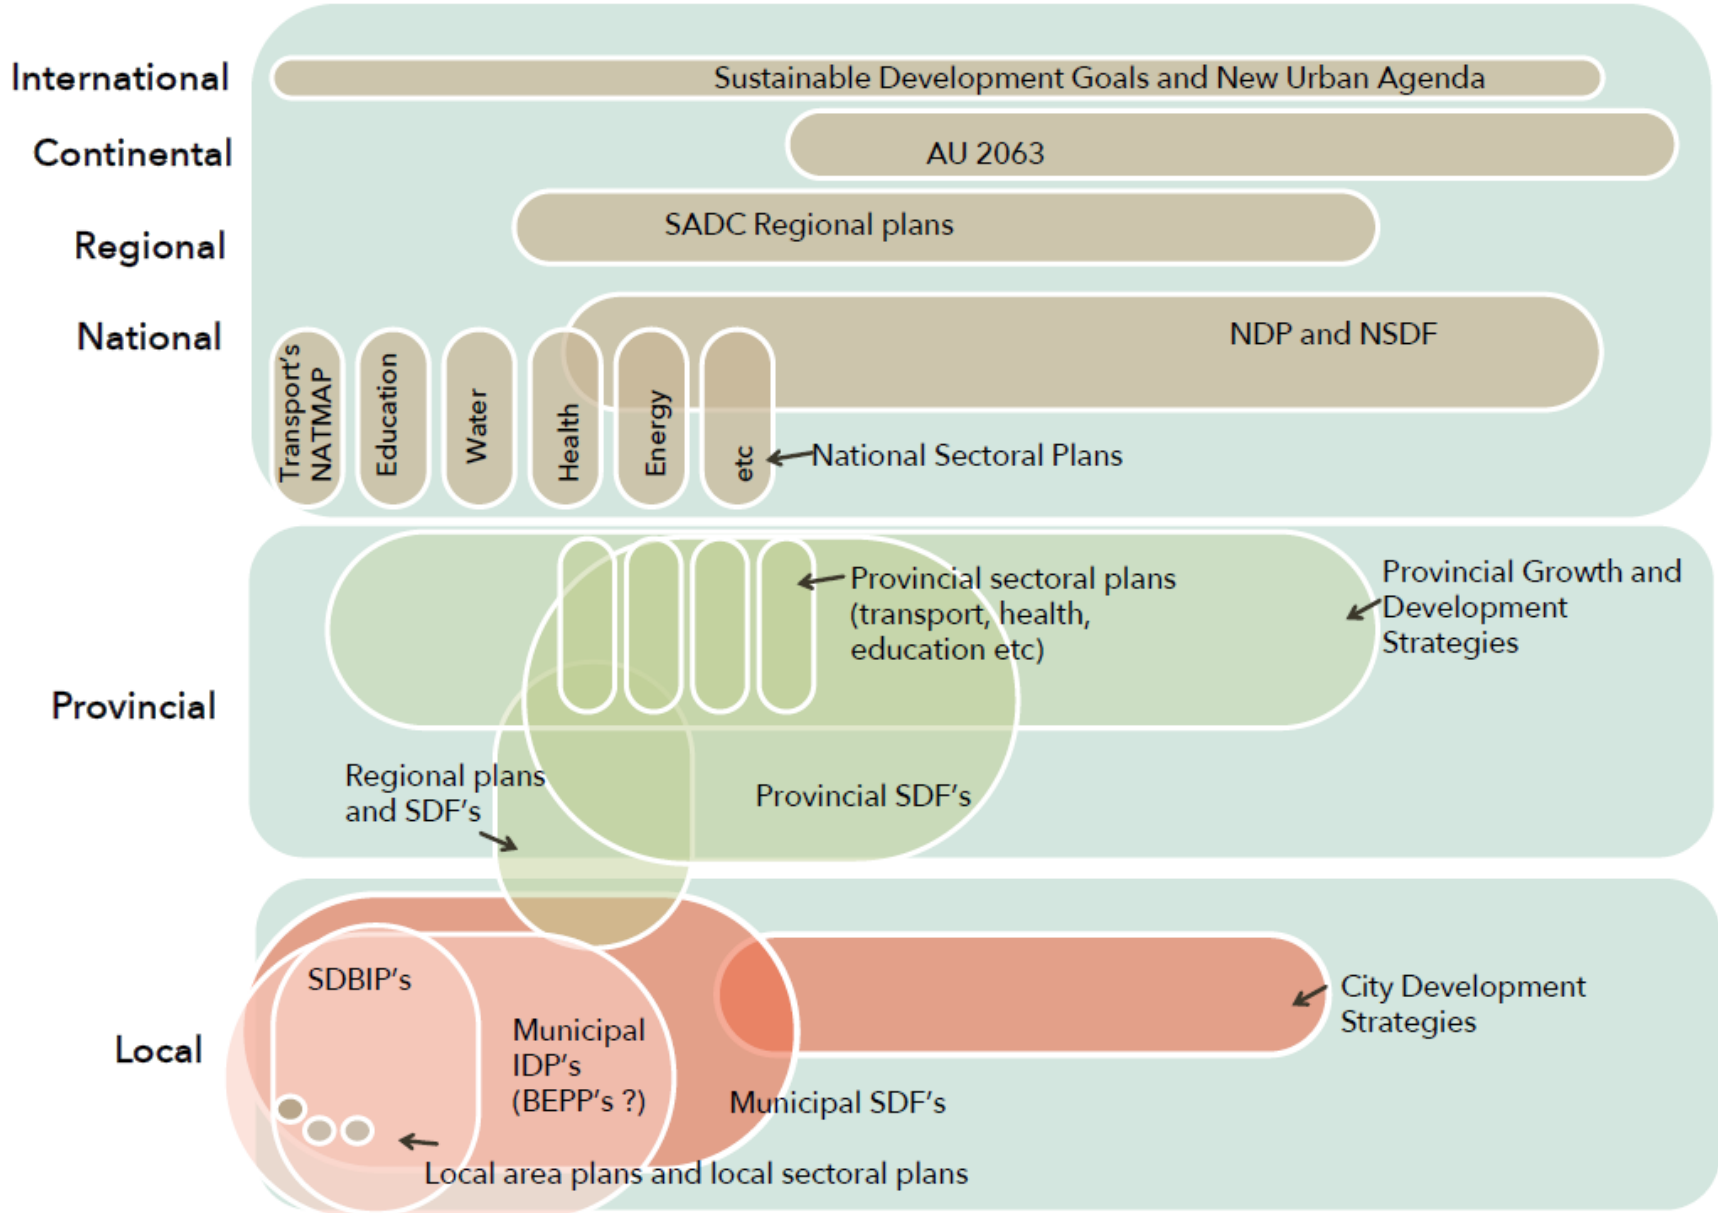 International
Sustainable Development Goals and New Urban Agenda
Continental
AU 2063
Regional
SADC Regional plans
National
NDP and NSDF
Transport's
NATMAP
Education
Water
Health
Energy
etc
National Sectoral Plans
Provincial
Provincial sectoral plans
(transport, health,
education etc)
Provincial Growth and
Development
Strategies
Regional plans
and SDF's
Provincial SDF's
Local
SDBIP's
Municipal
IDP's
(BEPP's ?)
Municipal SDF's
City Development
Strategies
Local area plans and local sectoral plans